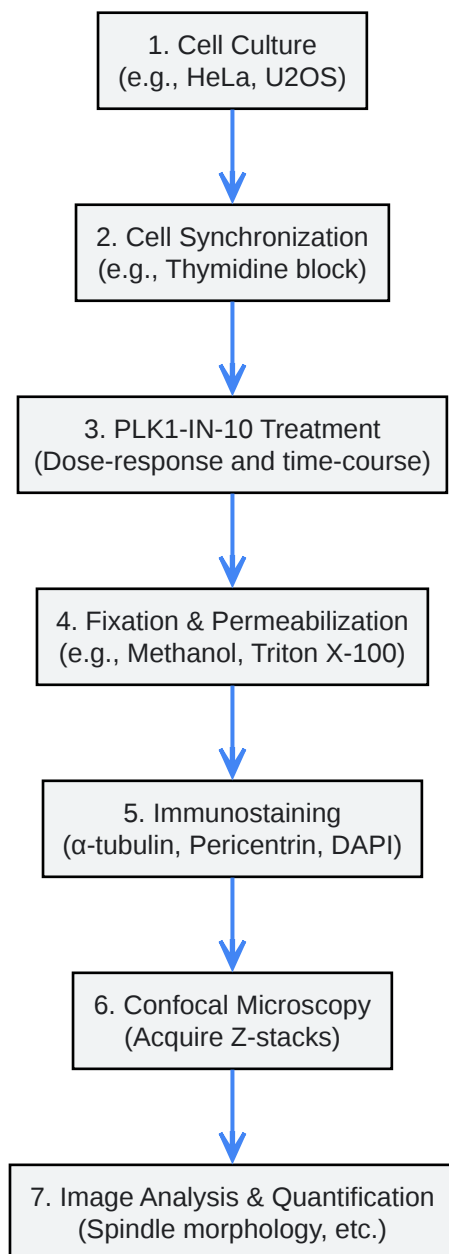 1. Cell Culture
(e.g., HeLa, U2OS)
2. Cell Synchronization
(e.g., Thymidine block)
3. PLK1-IN-10 Treatment
(Dose-response and time-course)
4. Fixation & Permeabilization
(e.g., Methanol, Triton X-100)
5. Immunostaining
(α-tubulin, Pericentrin, DAPI)
6. Confocal Microscopy
(Acquire Z-stacks)
7. Image Analysis & Quantification
(Spindle morphology, etc.)